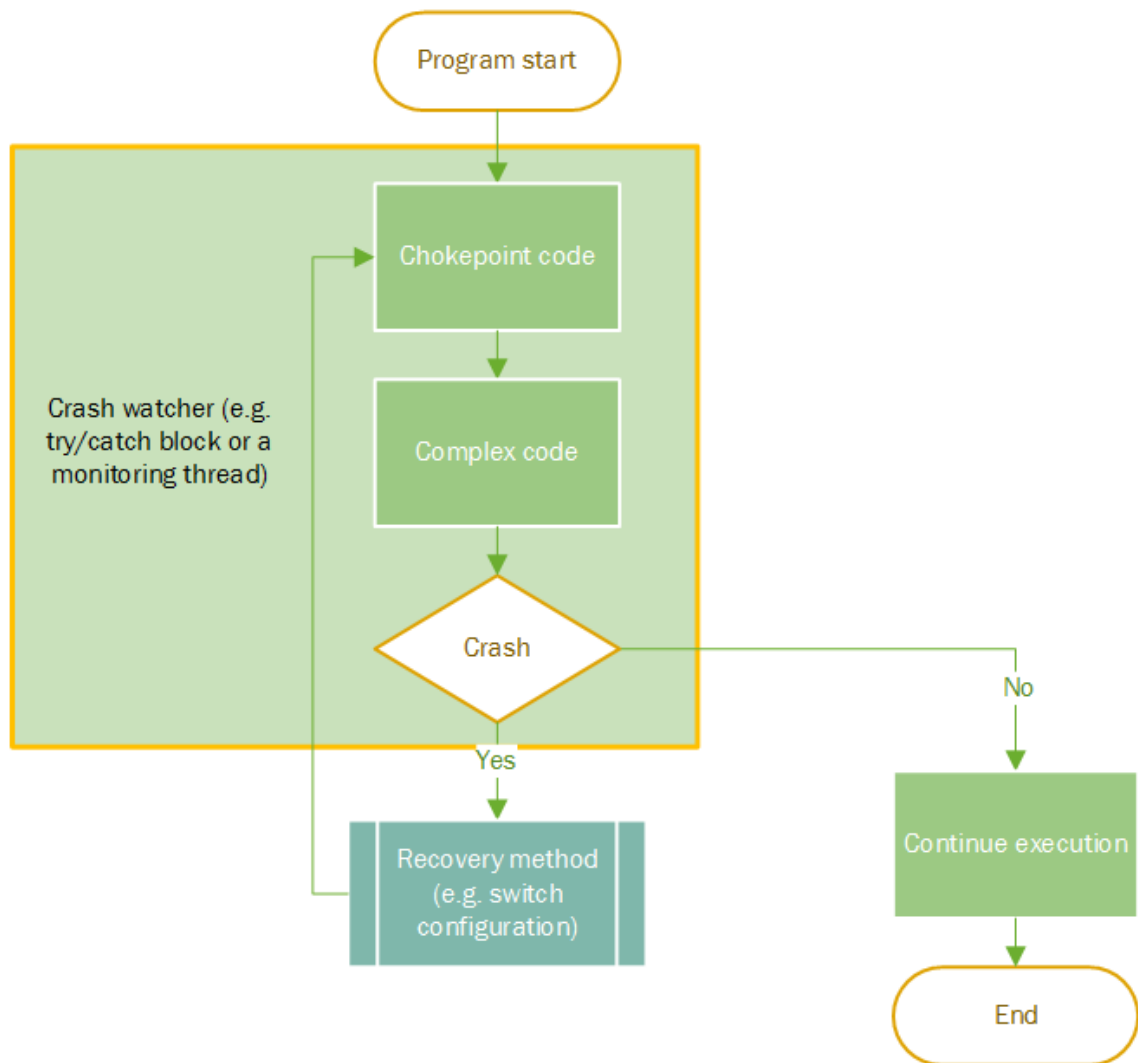 Program start
Chokepoint code
Crash watcher (e.g.
try/catch block or a
monitoring thread)
Complex code
Crash
No
Yes
Recovery method
(e.g. switch
configuration)
Continue execution
End